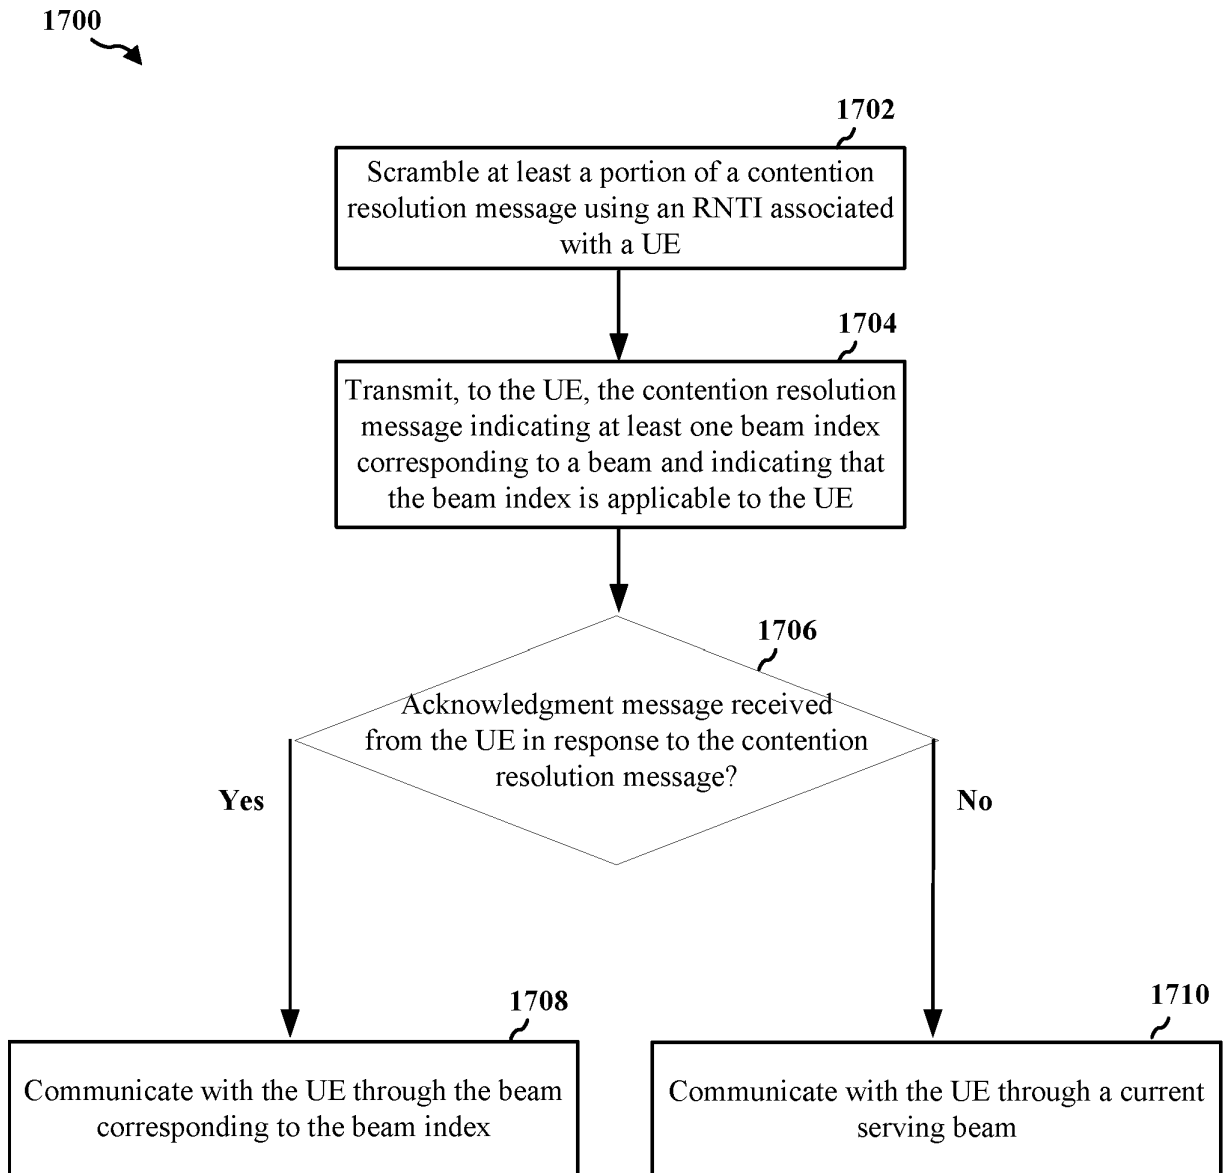 1700
1702
Scramble at least a portion of a contention
resolution message using an RNTI associated
with a UE
1704
Transmit, to the UE, the contention resolution
message indicating at least one beam index
corresponding to a beam and indicating that
the beam index is applicable to the UE
1706
Acknowledgment message received
from the UE in response to the contention
resolution message?
Yes
No
1708
Communicate with the UE through the beam
corresponding to the beam index
1710
Communicate with the UE through a current
serving beam